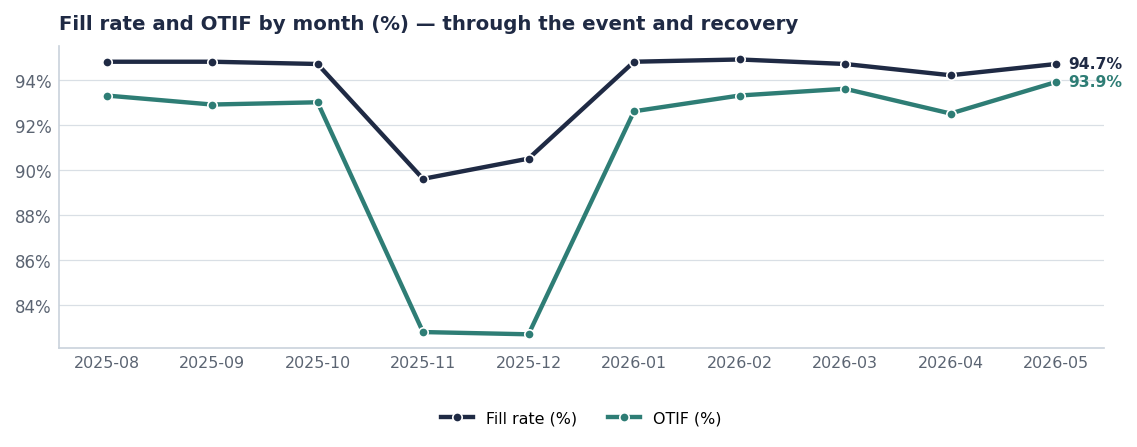 Fill rate and OTIF by month (%) — through the event and recovery
94%
92%
90%
88%
86%
84%
94.7%
93.9%
2025-08 2025-09 2025-10 2025-11 2025-12 2026-01 2026-02 2026-03 2026-04 2026-05
Fill rate (%) OTIF (%)